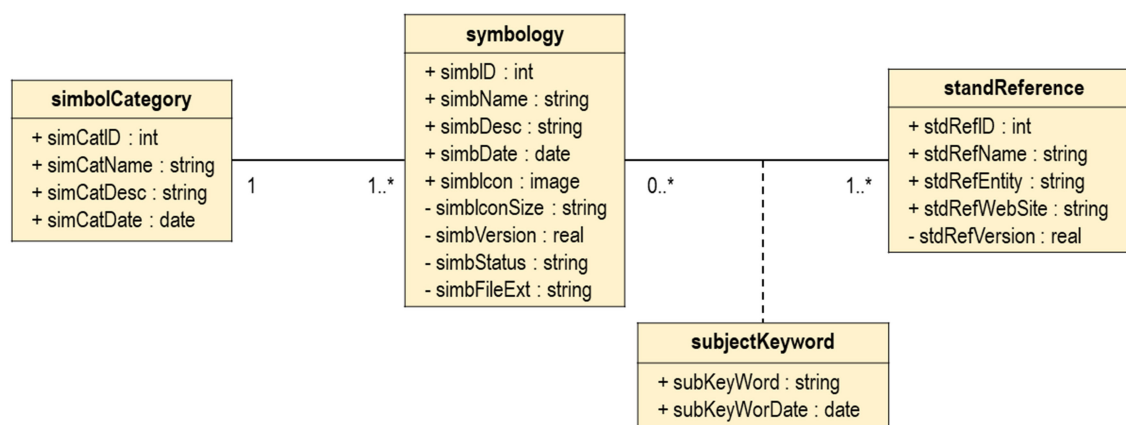 simbolCategory
+ simCatID : int
+ simCatName : string
+ simCatDesc : string
+ simCatDate : date
1
1..*
symbology
+ simbID : int
+ simbName : string
+ simbDesc : string
+ simbDate : date
+ simbIcon : image
- simbIconSize : string
- simbVersion : real
- simbStatus : string
- simbFileExt : string
0..*
1..*
standReference
+ stdRefID : int
+ stdRefName : string
+ stdRefEntity : string
+ stdRefWebSite : string
- stdRefVersion : real
subjectKeyword
+ subKeyWord : string
+ subKeyWorDate : date